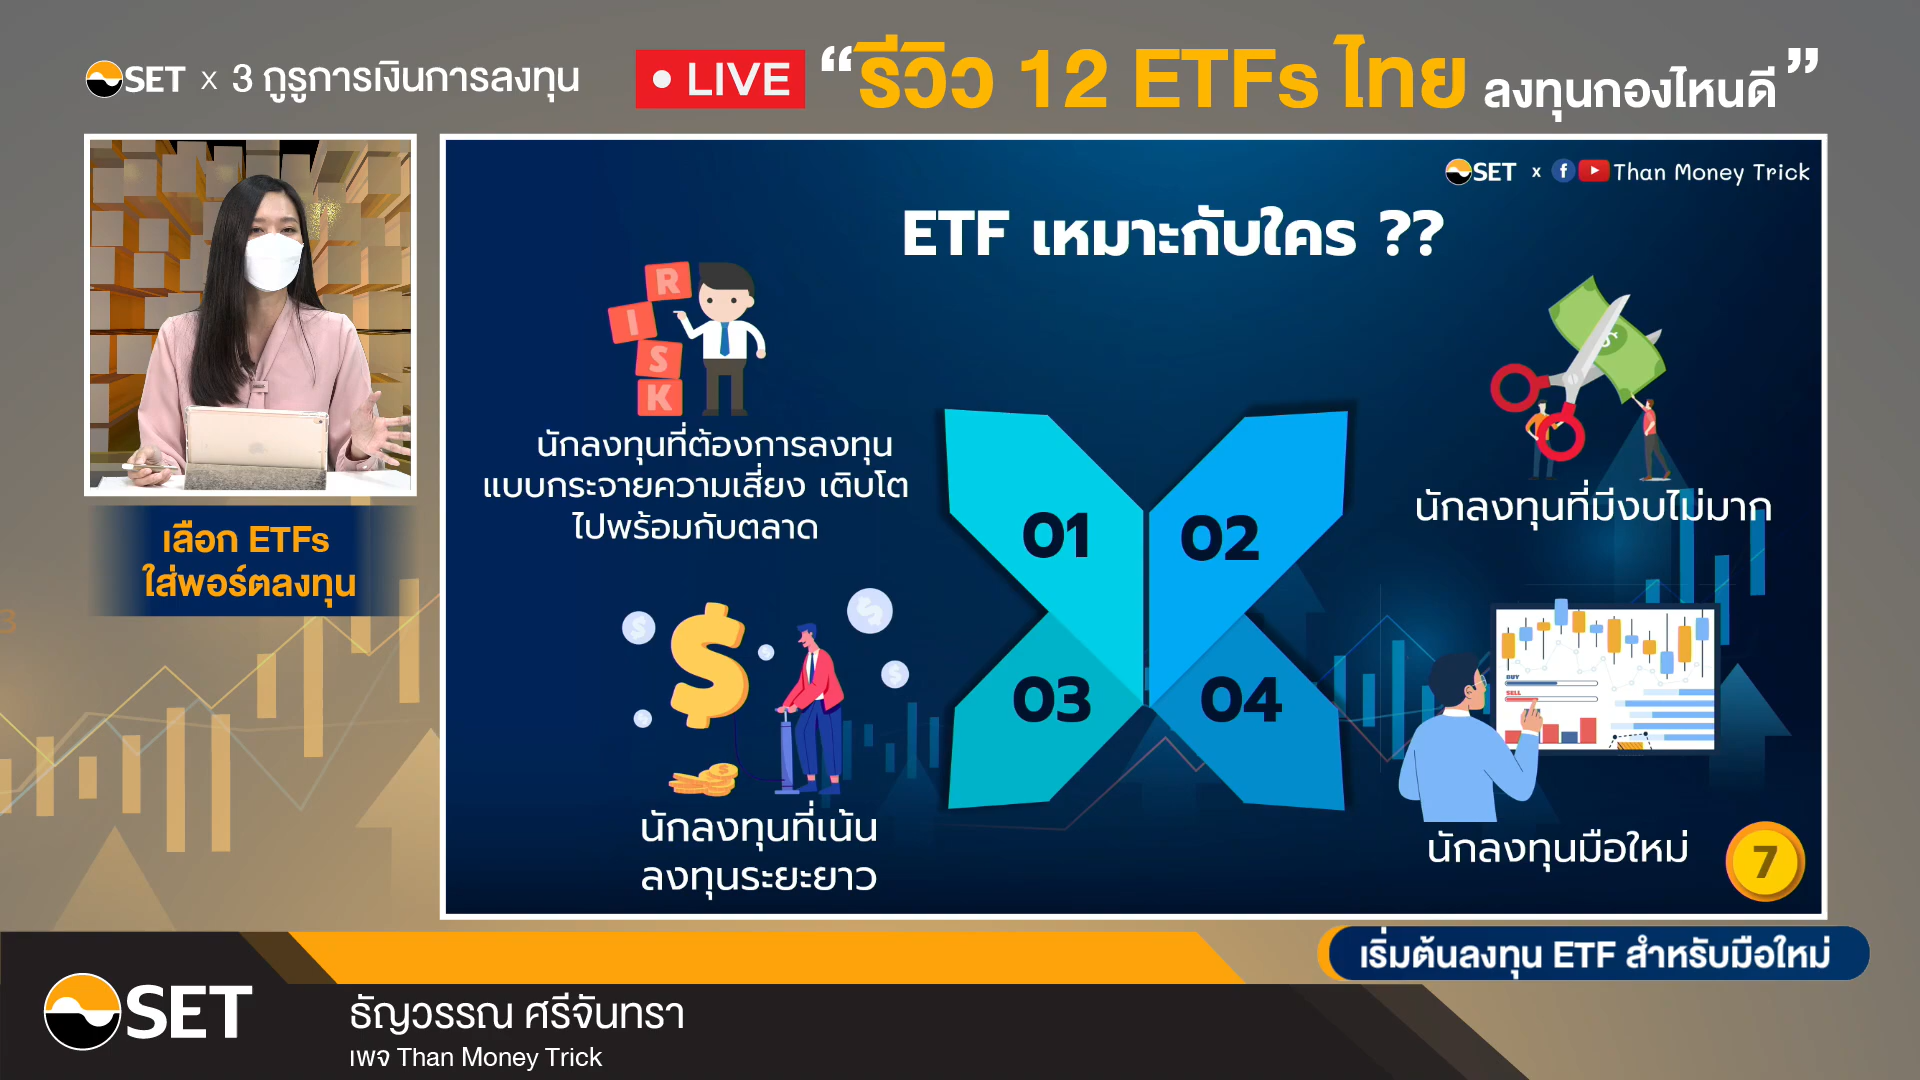 SET x 3 กูรูการเงินการลงทุน
LIVE
“รีวิว 12 ETFs ไทย ลงทุนกองไหนดี”
SET x f Than Money Trick
ETF เหมาะกับใคร ??
R
I
S
K
นักลงทุนที่ต้องการลงทุน
แบบกระจายความเสี่ยง เติบโต
ไปพร้อมกับตลาด
01
02
นักลงทุนที่มีงบไม่มาก
เลือก ETFs
ใส่พอร์ตลงทุน
$
นักลงทุนที่เน้น
ลงทุนระยะยาว
03
04
BUY
SELL
นักลงทุนมือใหม่
7
เริ่มต้นลงทุน ETF สำหรับมือใหม่
SET
ธัญวรรณ ศรีจันทรา
เพจ Than Money Trick